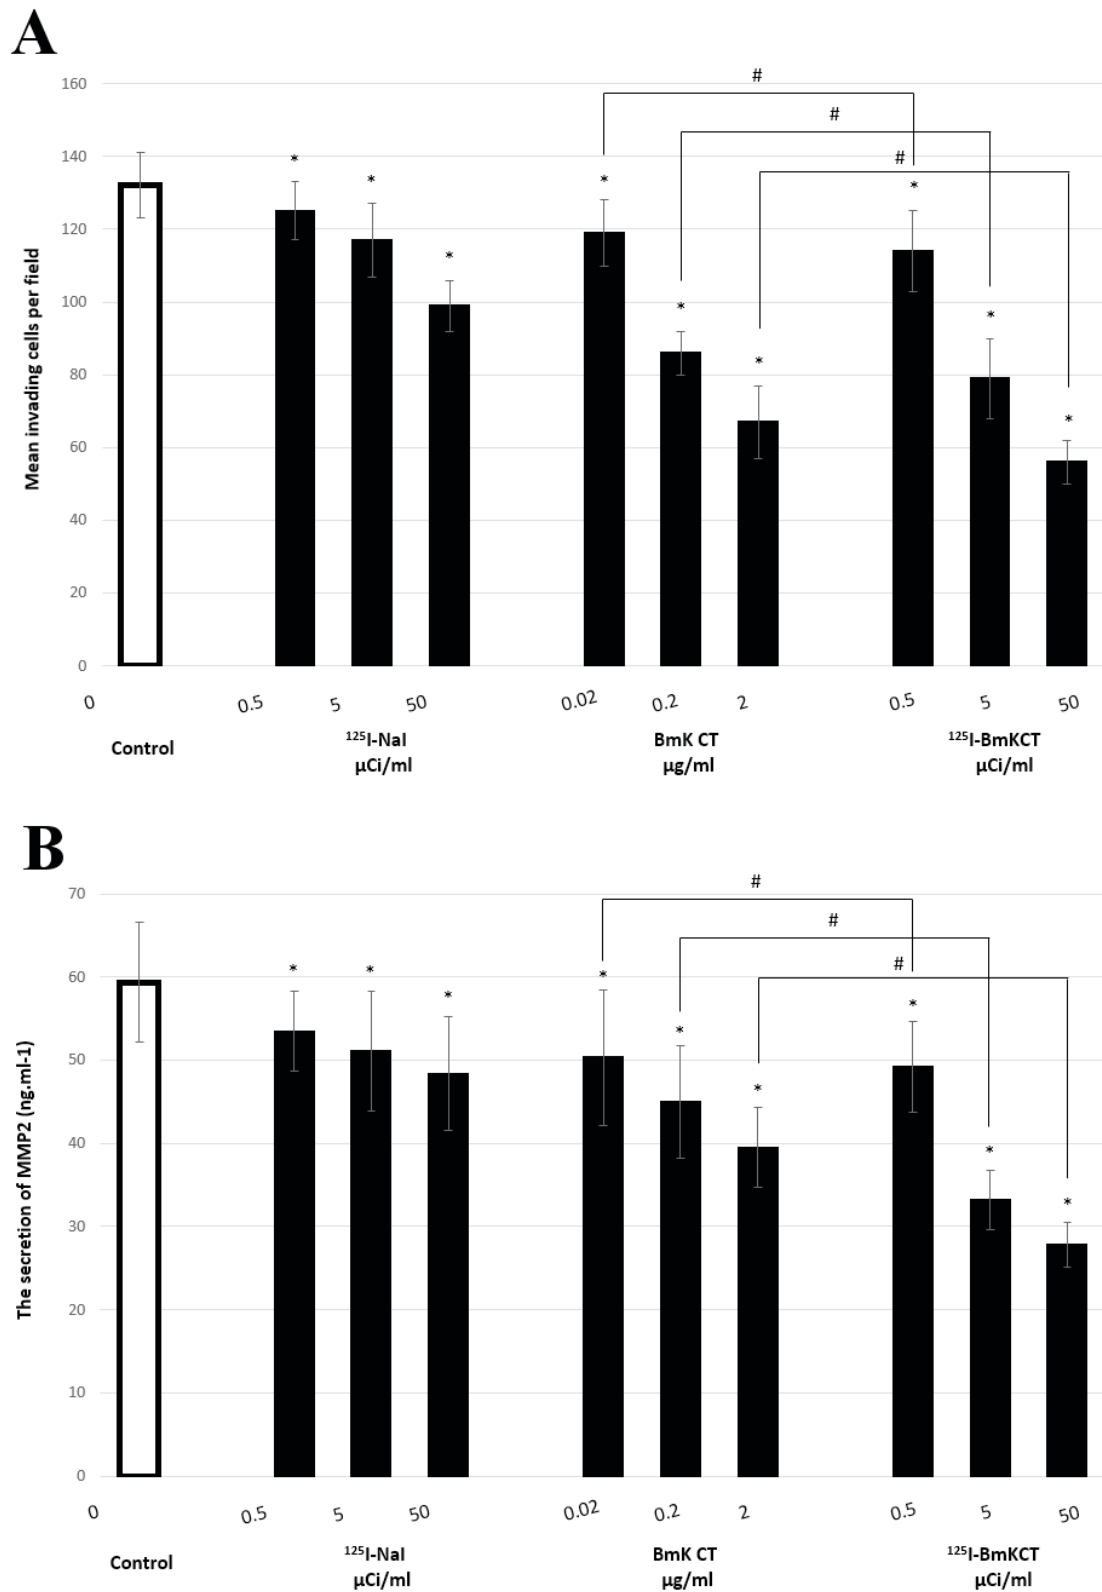 A
160
140
120
100
80
60
40
20
0
Mean invading cells per field
* * * * * * * * *
# # #
0 0.5 5 50 0.02 0.2 2 0.5 5 50
Control ¹²⁵I-NaI BmK CT ¹²⁵I-BmKCT
µCi/ml µg/ml µCi/ml
B
70
60
50
40
30
20
10
0
The secretion of MMP2 (ng.ml-1)
* * * * * * * * *
# # #
0 0.5 5 50 0.02 0.2 2 0.5 5 50
Control ¹²⁵I-NaI BmK CT ¹²⁵I-BmKCT
µCi/ml µg/ml µCi/ml